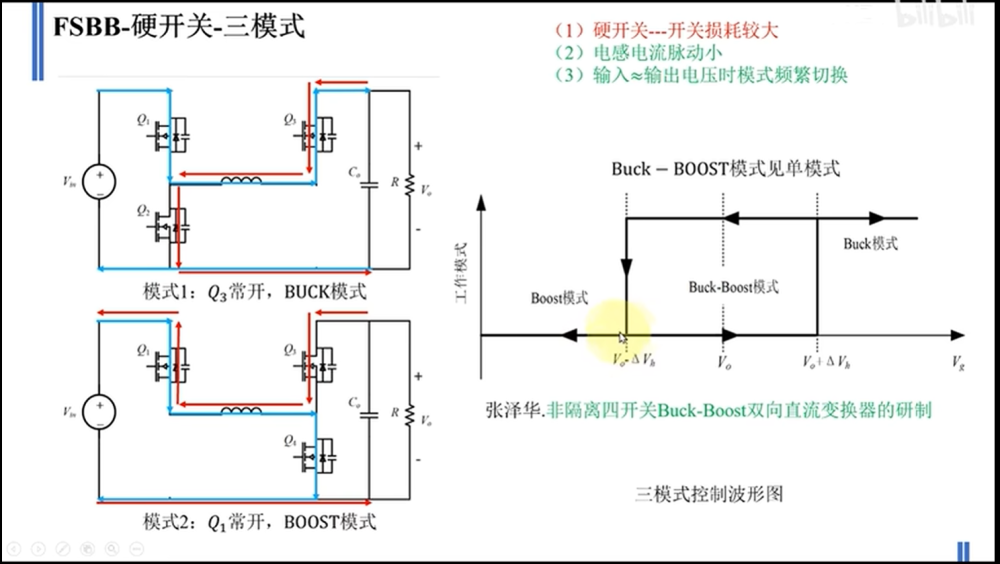 FSBB-硬开关-三模式
bilibili
(1) 硬开关---开关损耗较大
(2) 电感电流脉动小
(3) 输入≈输出电压时模式频繁切换
Q1
Q3
Vin
+
-
Q2
Co
R
+
Vo
-
模式1：Q3常开，BUCK模式
Q1
Q3
Vin
+
-
Q4
Co
R
+
Vo
-
模式2：Q1常开，BOOST模式
Buck – BOOST模式见单模式
工作模式
Buck模式
Boost模式
Buck-Boost模式
Vo-ΔVh
Vo
Vo+ΔVh
Vg
张泽华.非隔离四开关Buck-Boost双向直流变换器的研制
三模式控制波形图